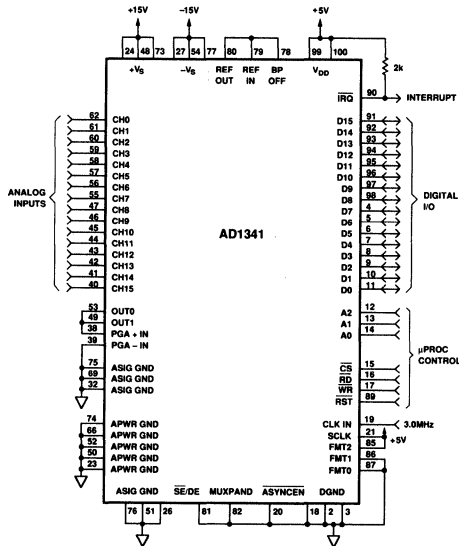 +15V -15V +5V
24 48 73 27 54 77 80 79 78 99 100
+VS -VS REF OUT REF IN BP OFF VDD 2k
IRQ 90 INTERRUPT
62 CH0 D15 91
61 CH1 D14 92
60 CH2 D13 93
59 CH3 D12 94
58 CH4 D11 95
57 CH5 D10 96
56 CH6 D9 97
55 CH7 D8 98
47 CH8 D7 4
46 CH9 D6 5
45 CH10 D5 6
44 CH11 D4 7
43 CH12 D3 8
42 CH13 D2 9
41 CH14 D1 10
40 CH15 D0 11
ANALOG INPUTS
AD1341
DIGITAL I/O
53 OUT0 A2 12
49 OUT1 A1 13
38 PGA + IN A0 14
39 PGA – IN
μPROC CONTROL
75 ASIG GND CS 15
69 ASIG GND RD 16
32 ASIG GND WR 17
RST 89
74 APWR GND CLK IN 19 3.0MHz
66 APWR GND SCLK 21
52 APWR GND FMT2 85 +5V
50 APWR GND FMT1 86
23 APWR GND FMT0 87
ASIG GND SE/DE MUXPAND ASYNCEN DGND
76 51 26 81 82 20 18 2 3